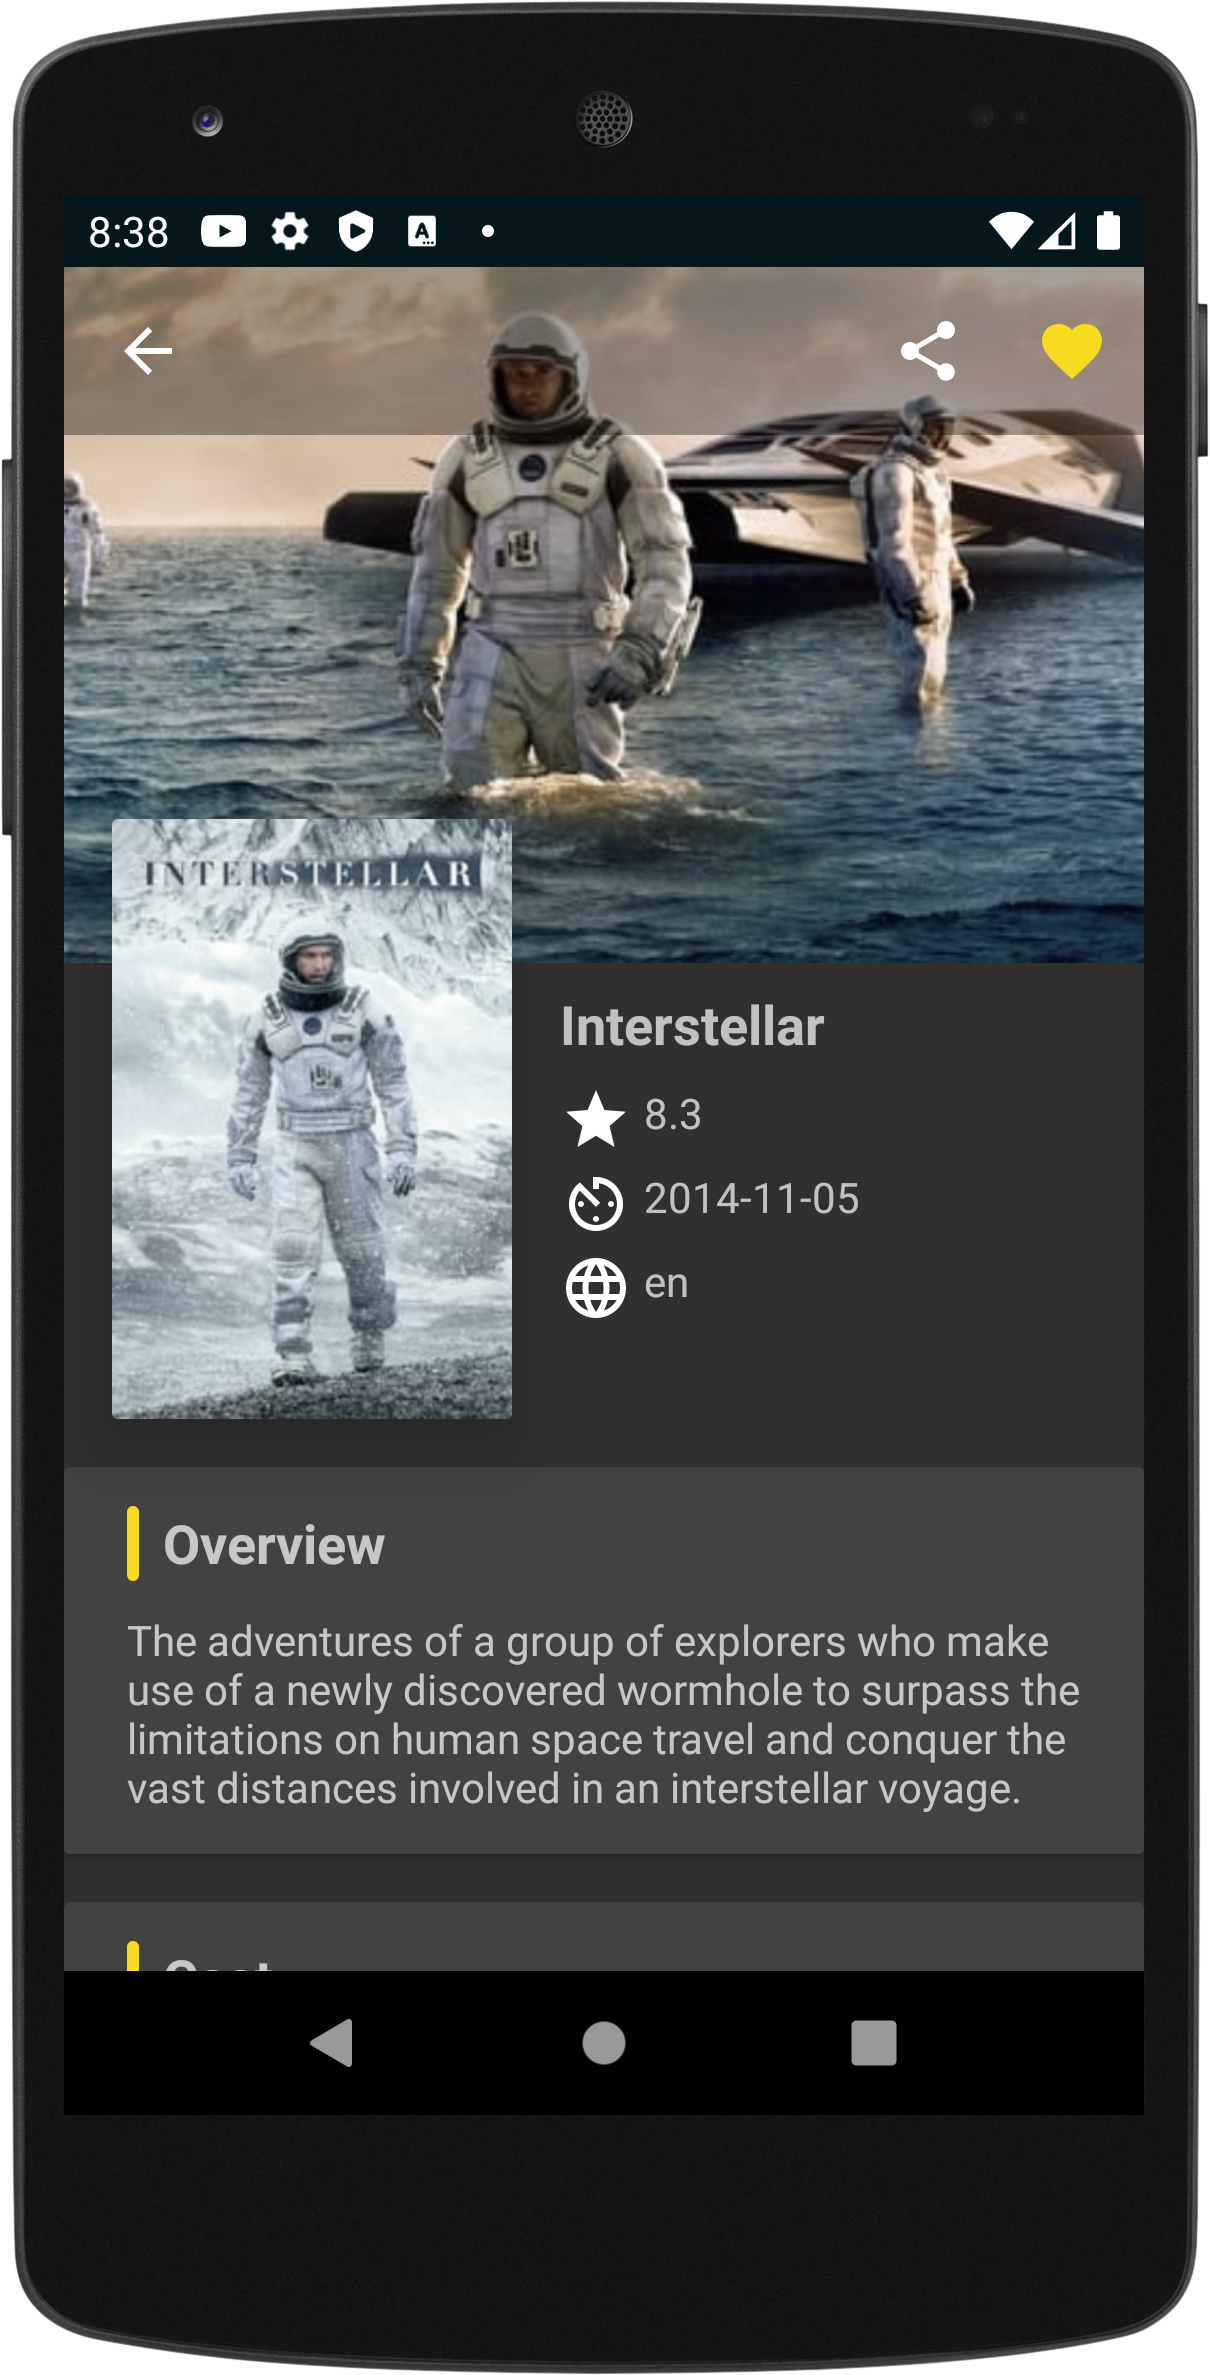 8:38
INTERSTELLAR
Interstellar
8.3
2014-11-05
en
Overview
The adventures of a group of explorers who make
use of a newly discovered wormhole to surpass the
limitations on human space travel and conquer the
vast distances involved in an interstellar voyage.
Cast